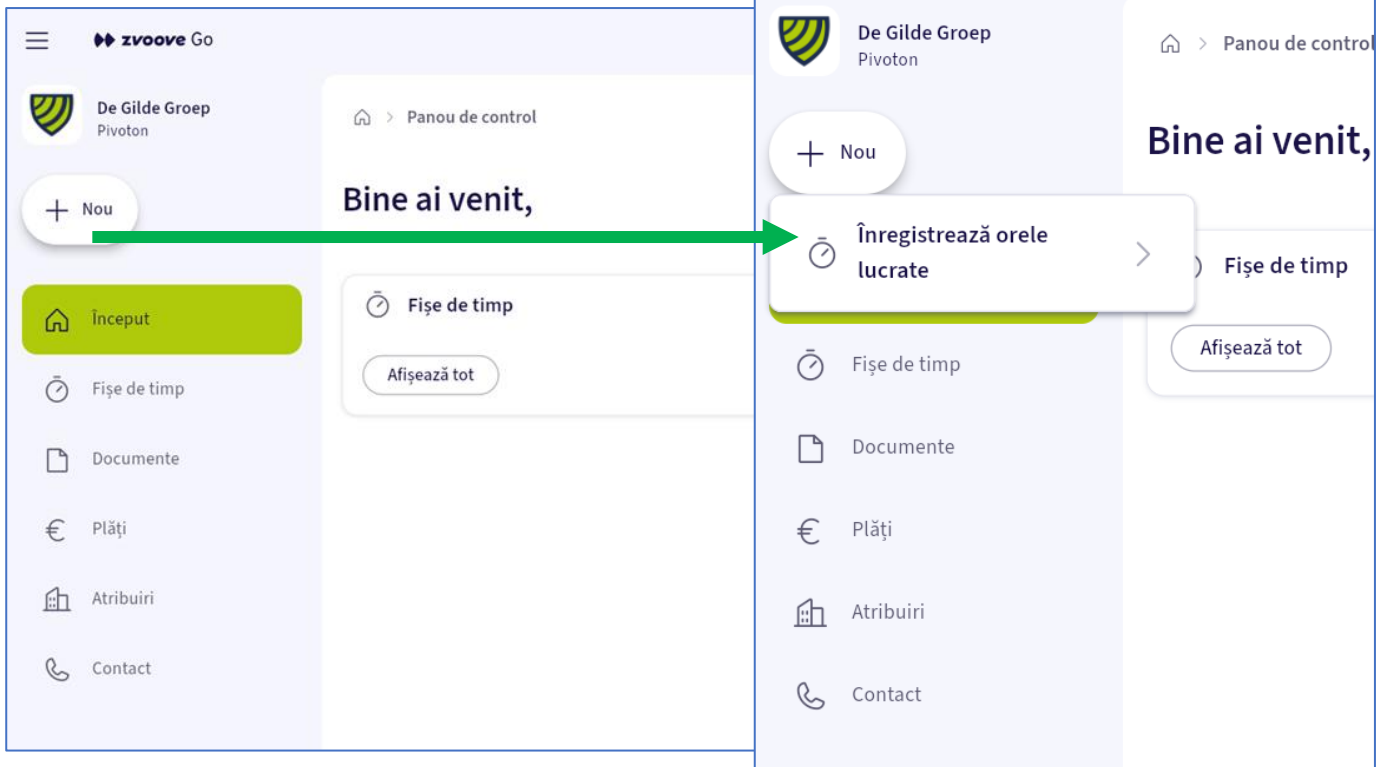 zvoove Go
De Gilde Groep
Pivoton
Nou
Început
Fișe de timp
Documente
Plăți
Atribuiri
Contact
Panou de control
Bine ai venit,
Fișe de timp
Afișează tot
De Gilde Groep
Pivoton
Nou
Înregistrează orele
lucrate
Fișe de timp
Documente
Plăți
Atribuiri
Contact
Panou de control
Bine ai venit,
Fișe de timp
Afișează tot